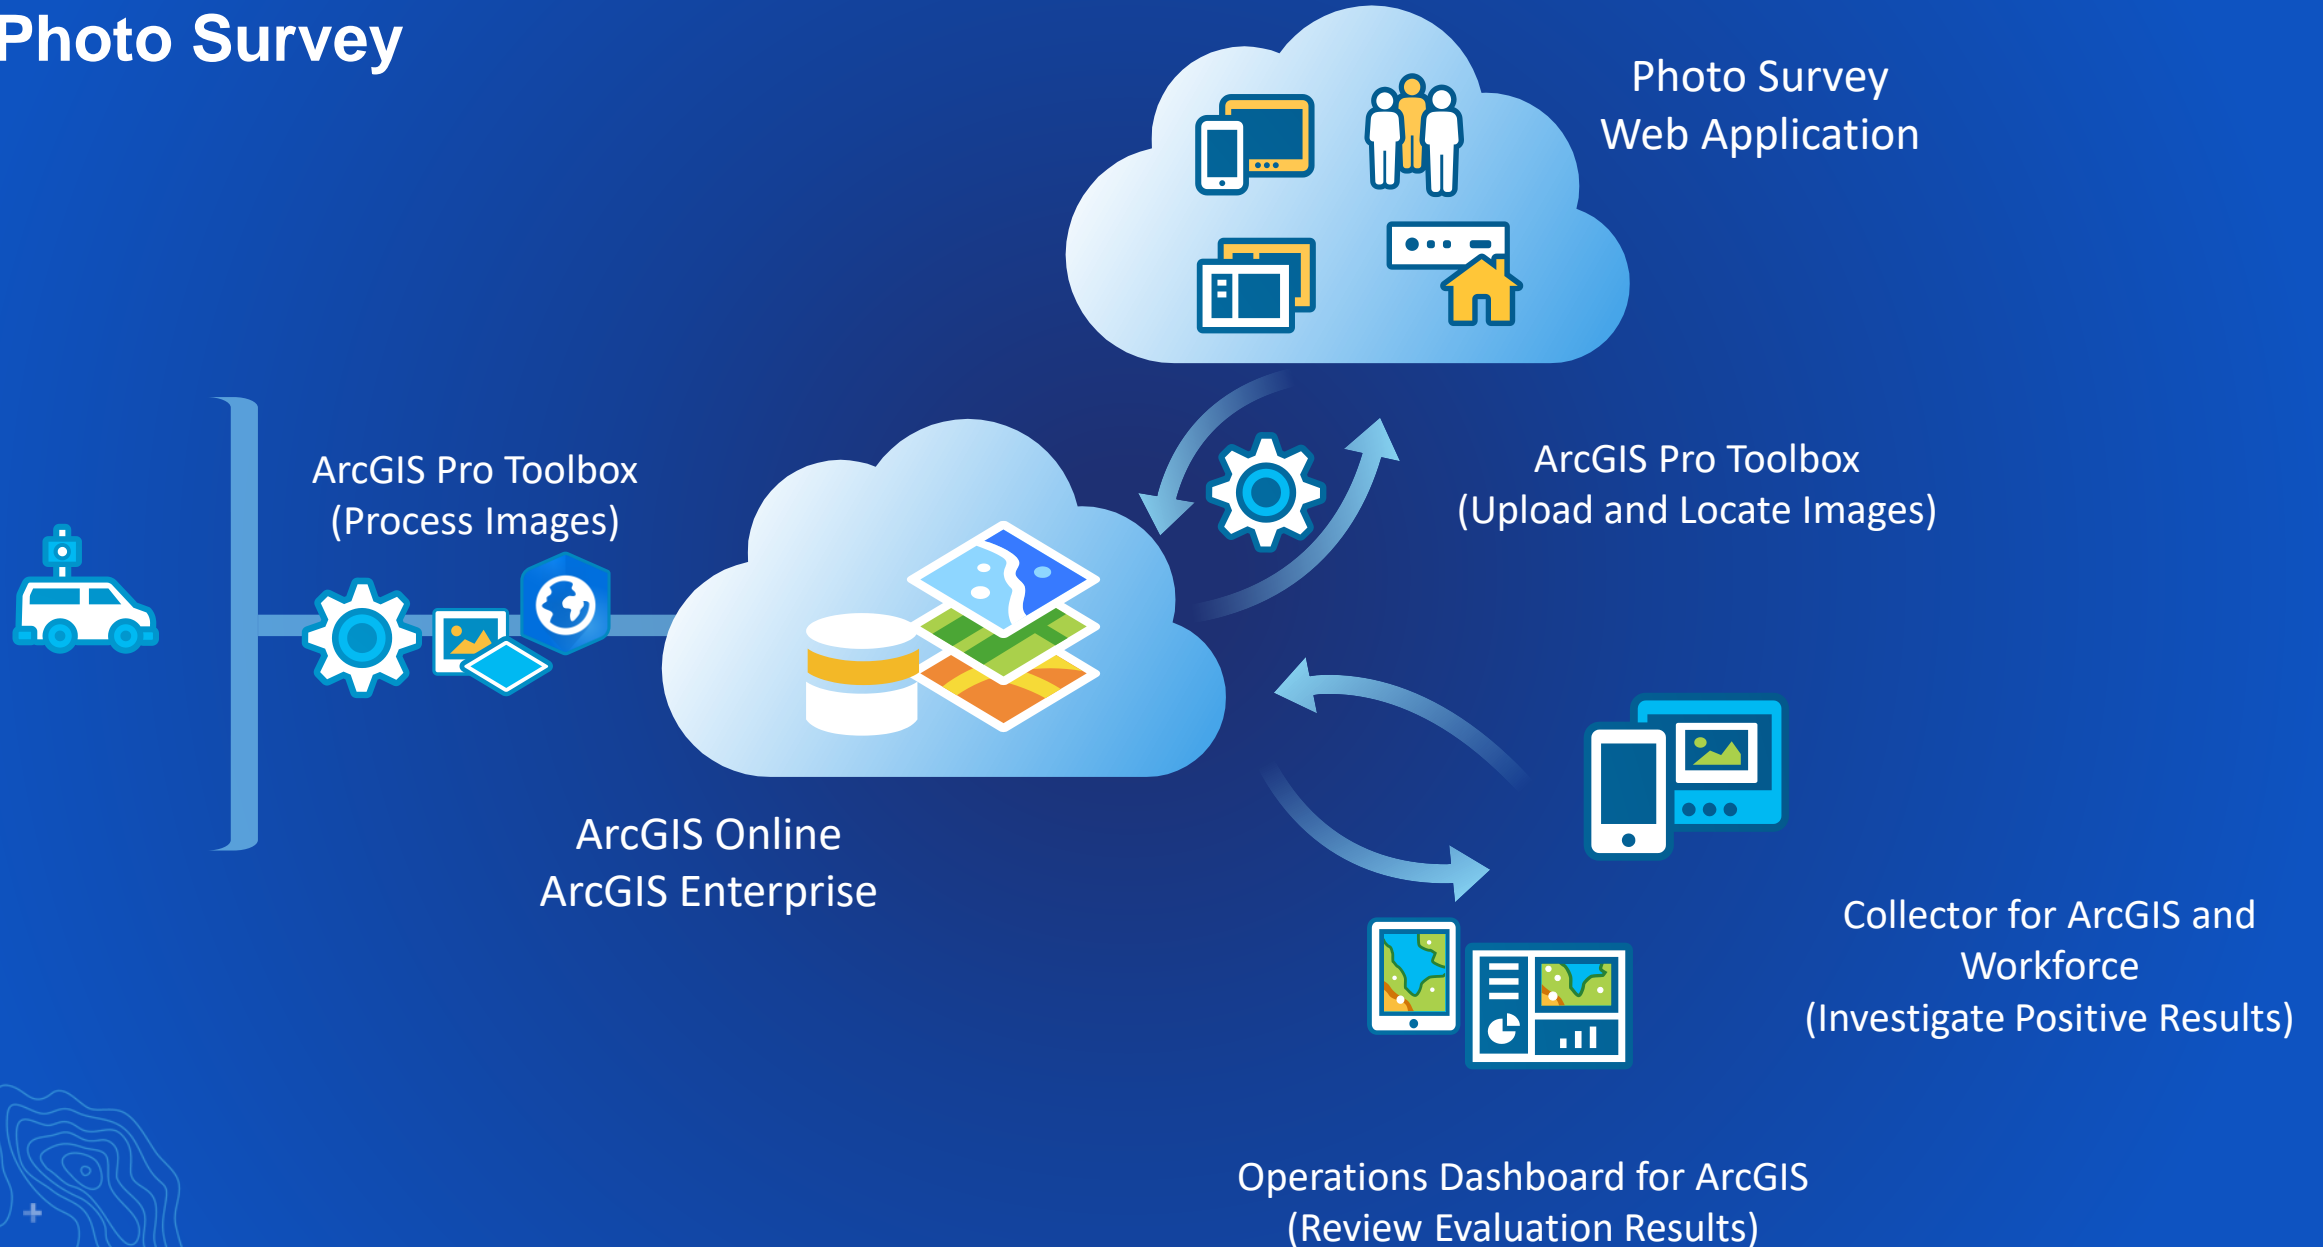 Photo Survey
Photo Survey
Web Application
ArcGIS Pro Toolbox
(Process Images)
ArcGIS Pro Toolbox
(Upload and Locate Images)
ArcGIS Online
ArcGIS Enterprise
Collector for ArcGIS and
Workforce
(Investigate Positive Results)
Operations Dashboard for ArcGIS
(Review Evaluation Results)